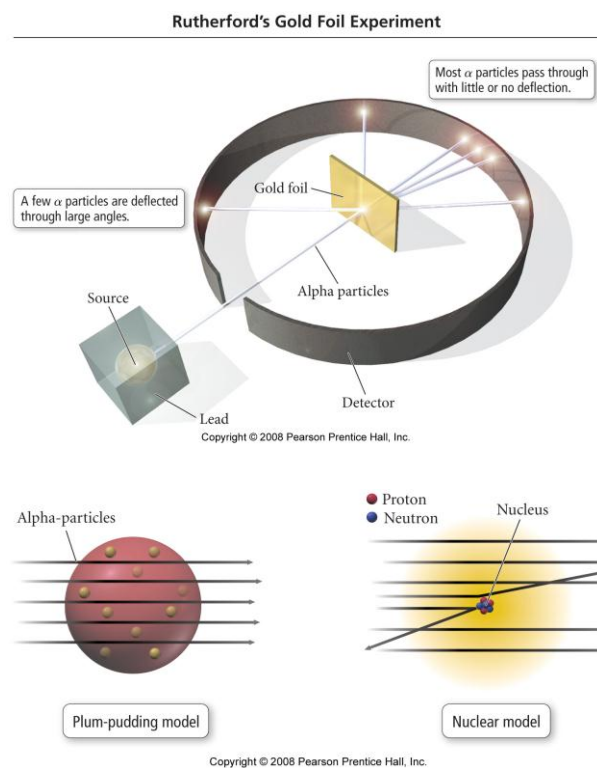 Rutherford's Gold Foil Experiment
Most α particles pass through
with little or no deflection.
Gold foil
A few α particles are deflected
through large angles.
Alpha particles
Source
Detector
Lead
Copyright © 2008 Pearson Prentice Hall, Inc.
Proton
Neutron
Nucleus
Alpha-particles
Plum-pudding model
Nuclear model
Copyright © 2008 Pearson Prentice Hall, Inc.